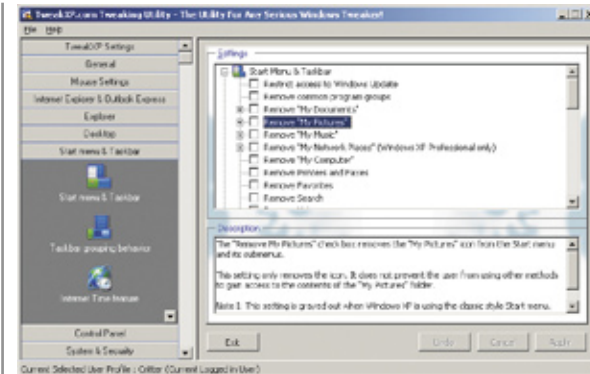 TweakXP.com Tweaking Utility - The Utility For Any Serious Windows Tweaker!
File Help
TweakXP Settings
General
Mouse Settings
Internet Explorer & Outlook Express
Explorer
Desktop
Start menu & Taskbar
Start menu & Taskbar
Taskbar grouping behavior
Internet Time feature
Control Panel
System & Security
Settings
Start Menu & Taskbar
Restrict access to Windows Update
Remove common program groups
Remove "My Documents"
Remove "My Pictures"
Remove "My Music"
Remove "My Network Places" (Windows XP Professional only)
Remove "My Computer"
Remove Printers and Faxes
Remove Favorites
Remove Search
Description
The "Remove My Pictures" check box removes the "My Pictures" icon from the Start menu
and its submenus.
This setting only removes the icon. It does not prevent the user from using other methods
to gain access to the contents of the "My Pictures" folder.
Note 1. This setting is grayed out when Windows XP is using the classic style Start menu.
Exit
Undo
Cancel
Apply
Current Selected User Profile : Critter (Current Logged in User)